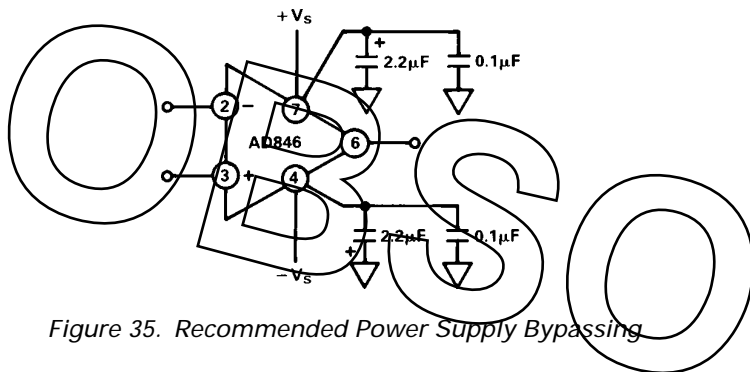 +VS
+
2.2μF
0.1μF
2
−
7
AD846
6
3
+
4
2.2μF
0.1μF
+
−VS
OBSO
Figure 35. Recommended Power Supply Bypassing